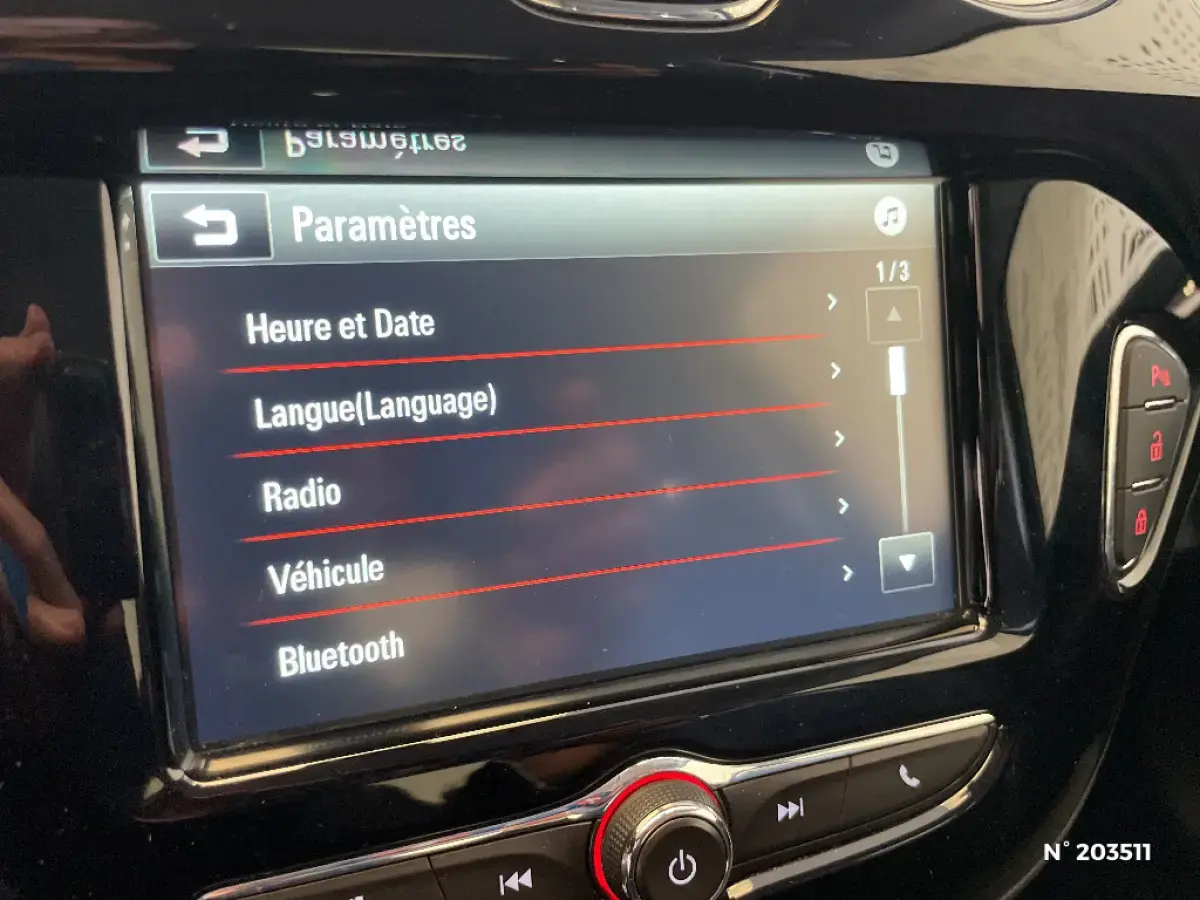 Paramètres
1/3
Heure et Date
Langue(Language)
Radio
Véhicule
Bluetooth
N° 203511